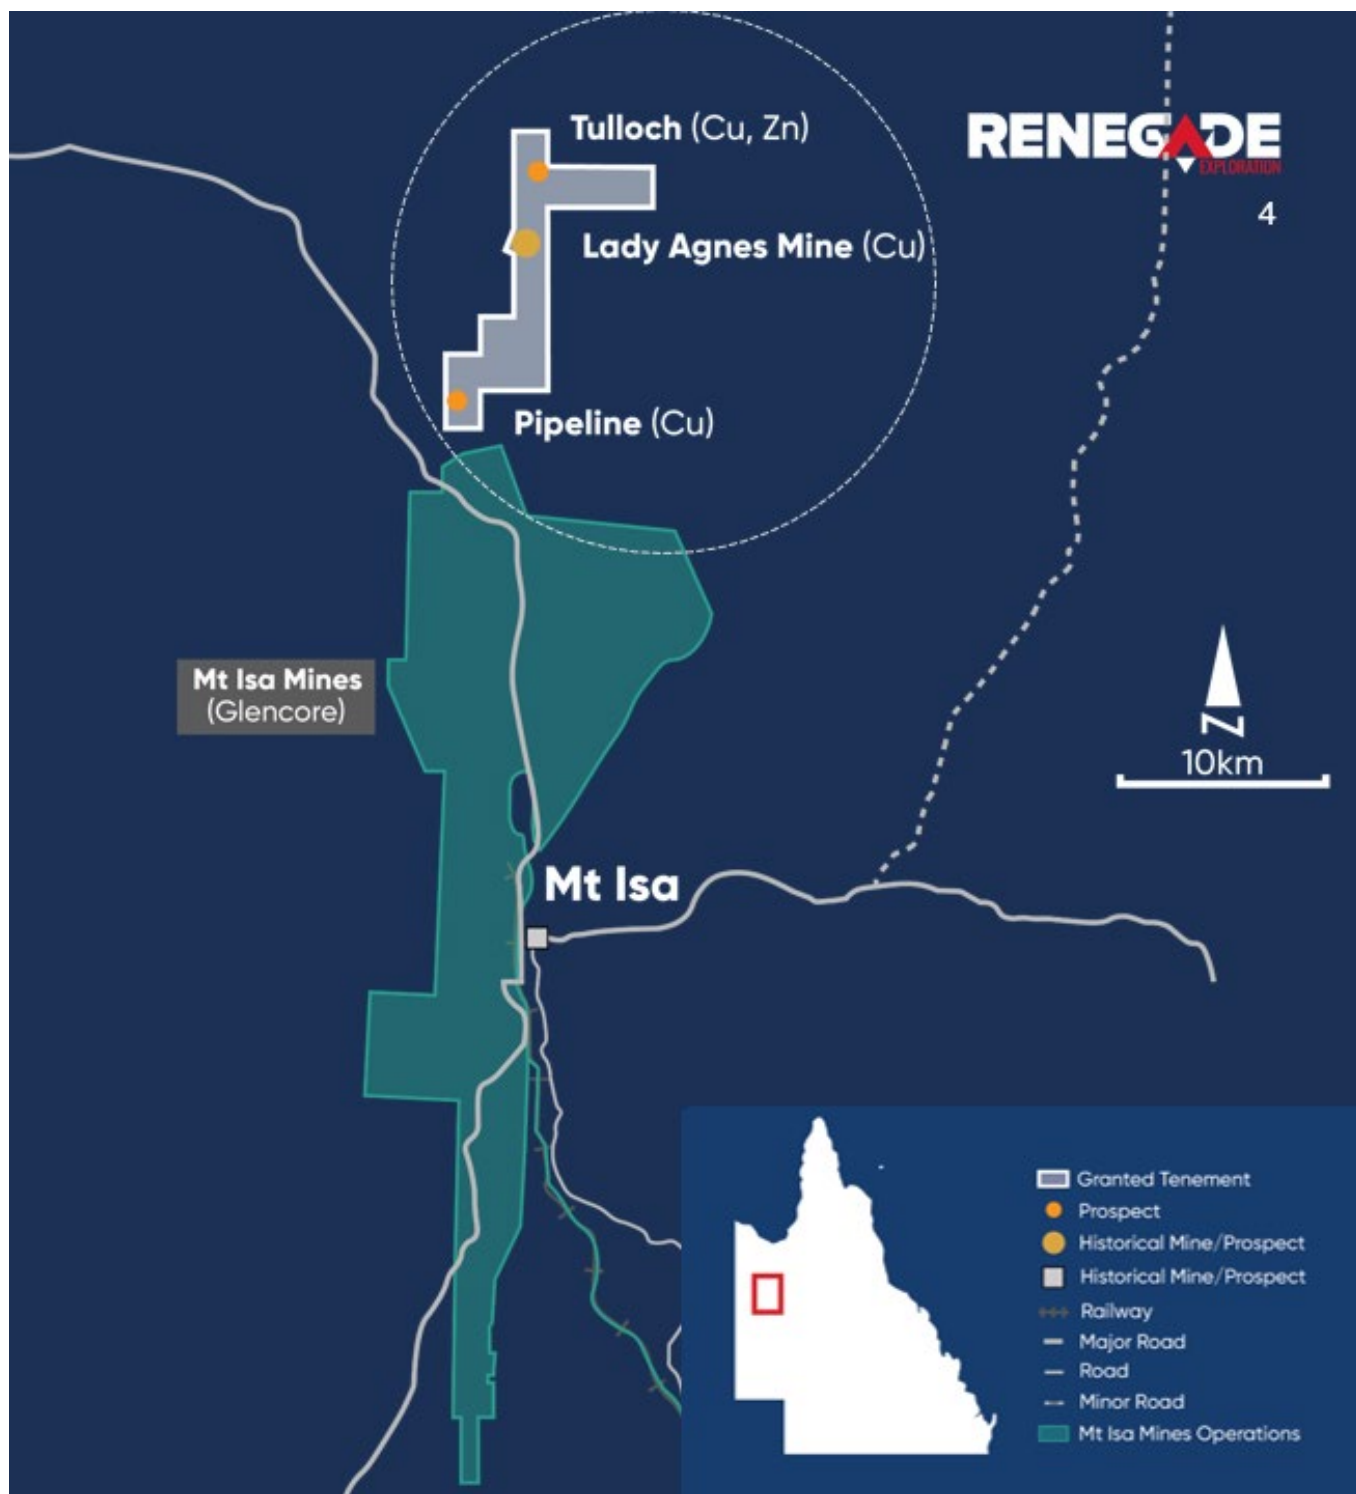 Tulloch (Cu, Zn)
RENEGADE
EXPLORATION
4
Lady Agnes Mine (Cu)
Pipeline (Cu)
Mt Isa Mines
(Glencore)
N
10km
Mt Isa
Granted Tenement
Prospect
Historical Mine/Prospect
Historical Mine/Prospect
Railway
Major Road
Road
Minor Road
Mt Isa Mines Operations